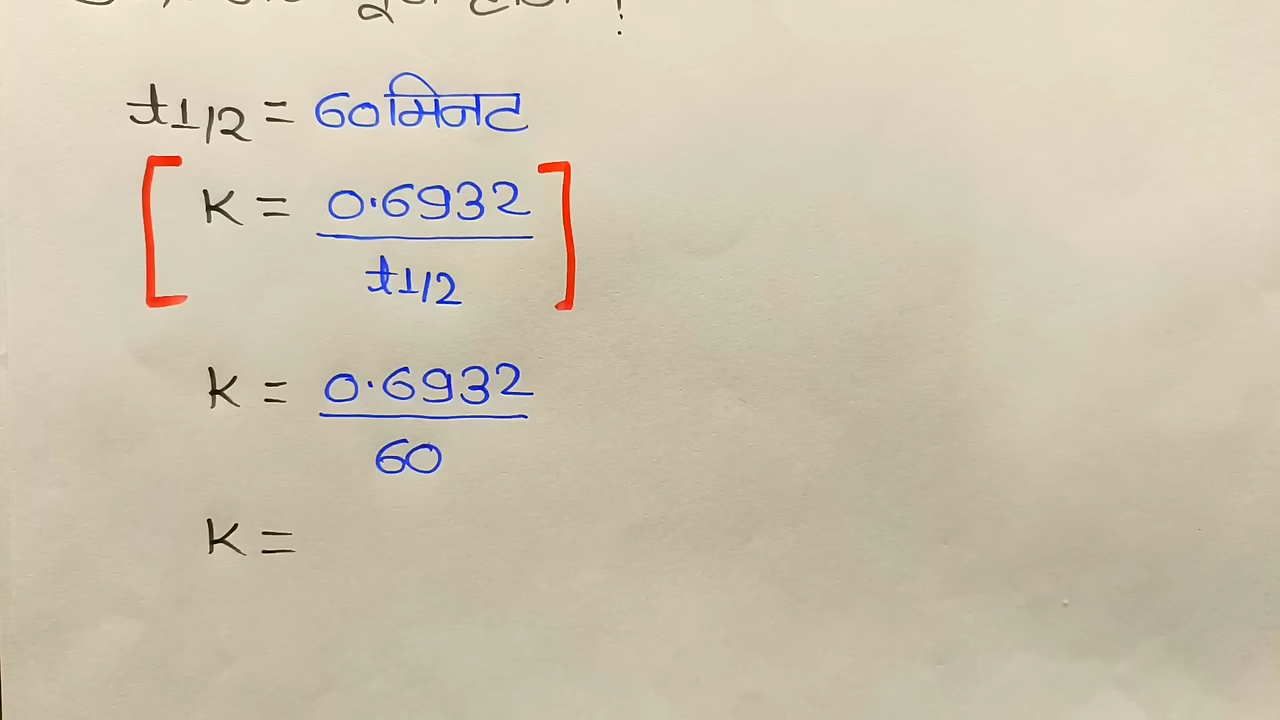 t1/2 = 60 मिनट
K = 0.6932
t1/2
K = 0.6932
60
K =